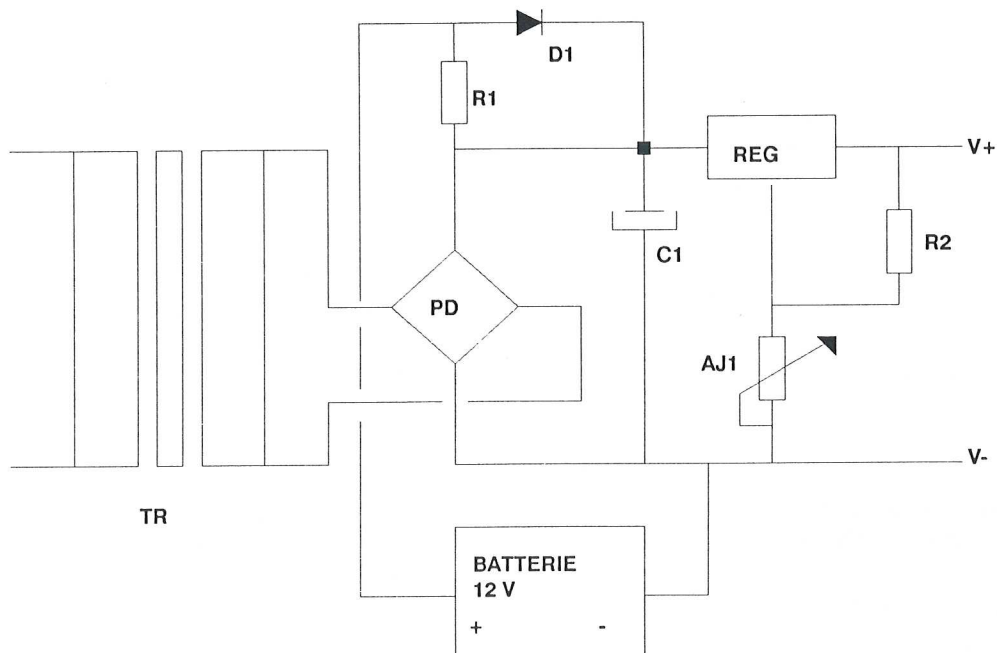 D1
R1
REG
V+
C1
R2
PD
AJ1
V-
TR
BATTERIE
12 V
+ -